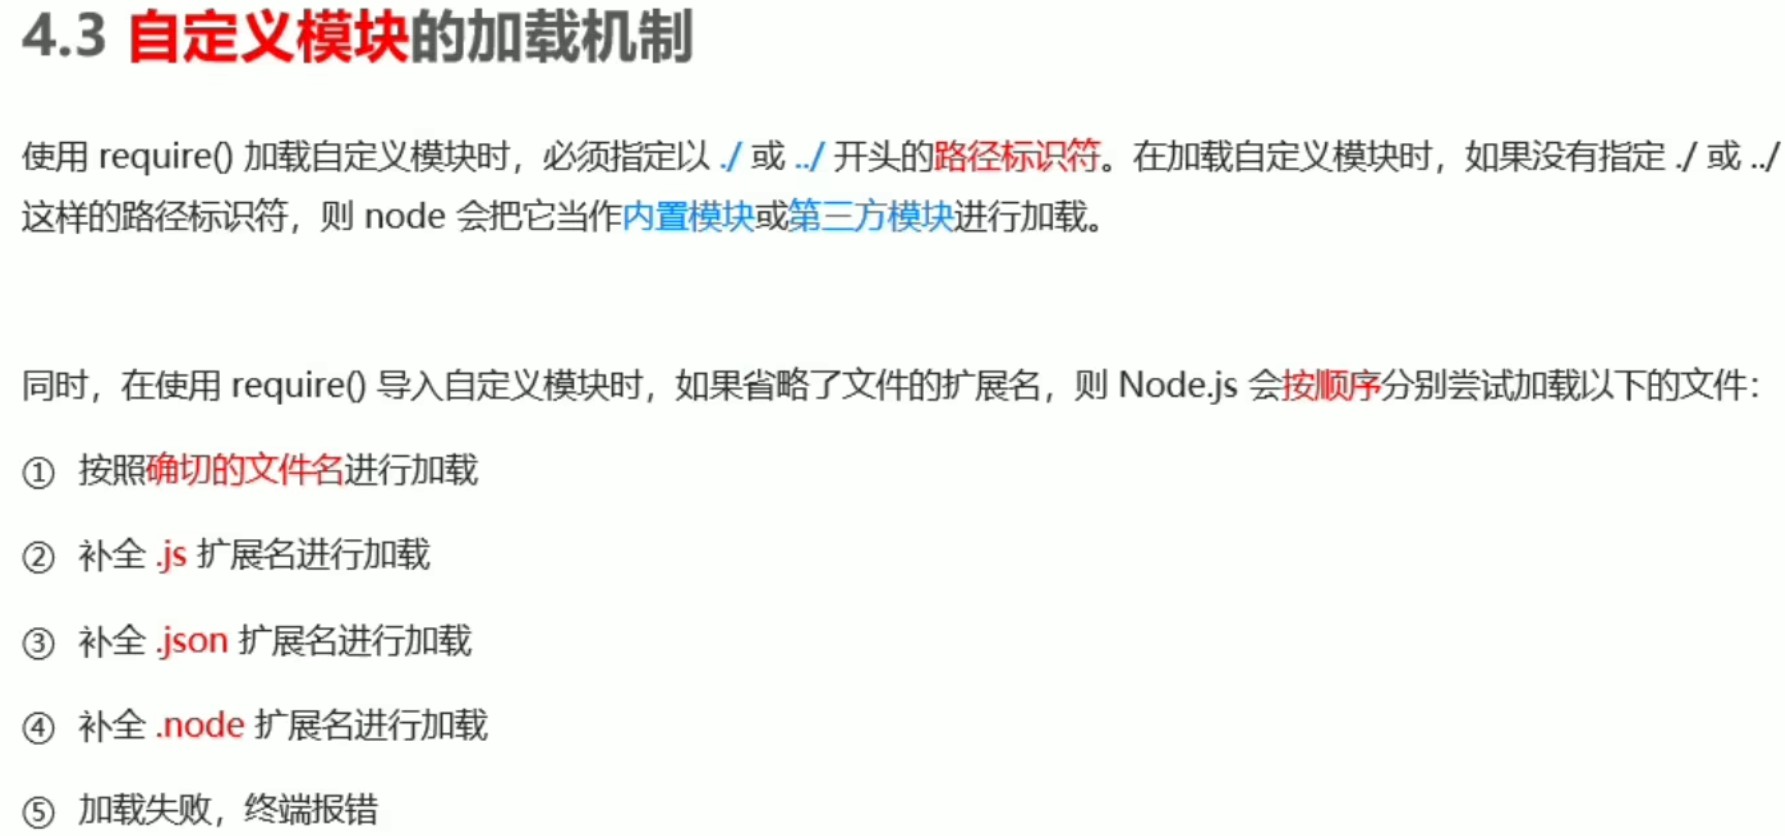 4.3 自定义模块的加载机制
使用 require() 加载自定义模块时，必须指定以 ./ 或 ../ 开头的路径标识符。在加载自定义模块时，如果没有指定 ./ 或 ../
这样的路径标识符，则 node 会把它当作内置模块或第三方模块进行加载。
同时，在使用 require() 导入自定义模块时，如果省略了文件的扩展名，则 Node.js 会按顺序分别尝试加载以下的文件：
① 按照确切的文件名进行加载
② 补全 .js 扩展名进行加载
③ 补全 .json 扩展名进行加载
④ 补全 .node 扩展名进行加载
⑤ 加载失败，终端报错